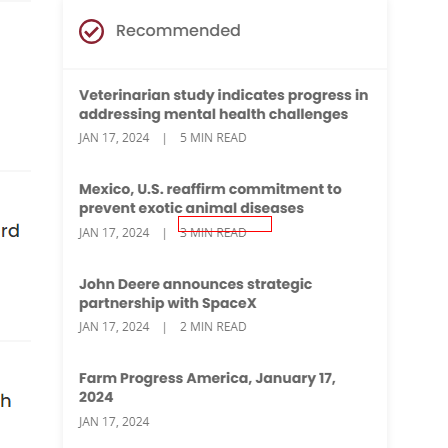 Recommended
Veterinarian study indicates progress in
addressing mental health challenges
JAN 17, 2024 | 5 MIN READ
rd
Mexico, U.S. reaffirm commitment to
prevent exotic animal diseases
JAN 17, 2024 | 3 MIN READ
John Deere announces strategic
partnership with SpaceX
JAN 17, 2024 | 2 MIN READ
h
Farm Progress America, January 17,
2024
JAN 17, 2024